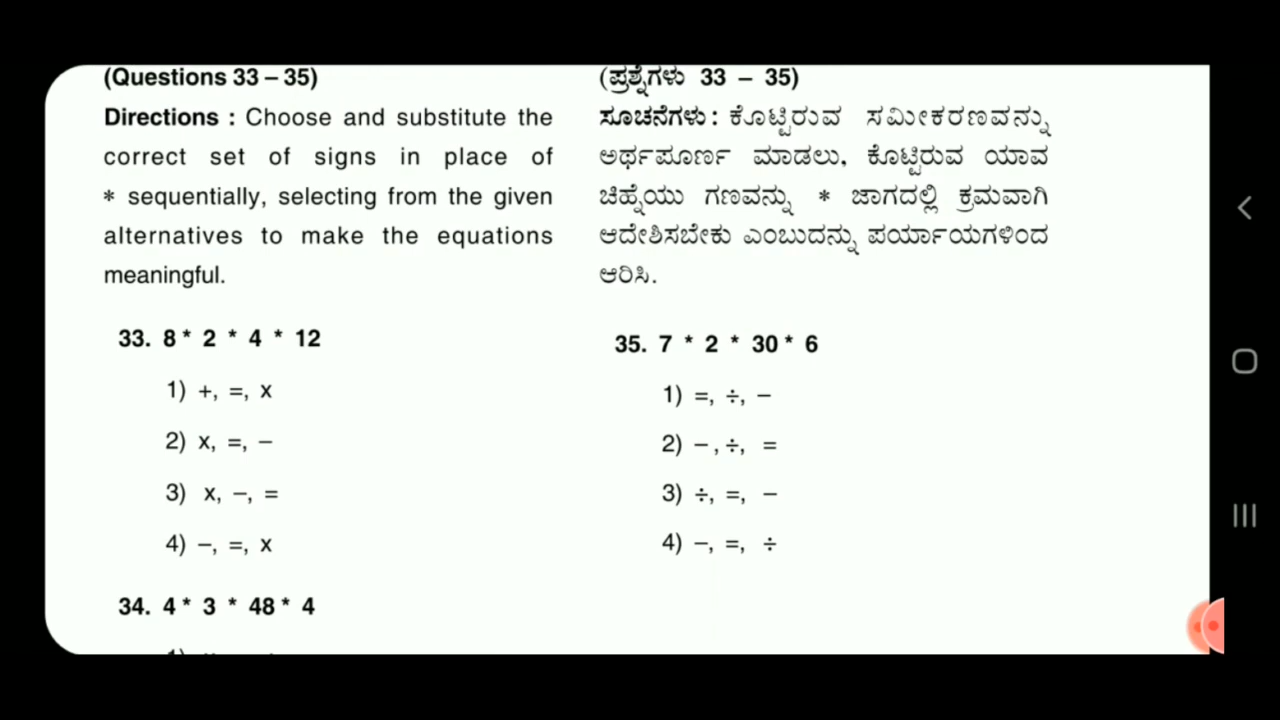 (Questions 33 – 35)
Directions : Choose and substitute the
correct set of signs in place of
* sequentially, selecting from the given
alternatives to make the equations
meaningful.
33. 8 * 2 * 4 * 12
1) +, =, x
2) x, =, –
3) x, –, =
4) –, =, x
34. 4 * 3 * 48 * 4
(ಪ್ರಶ್ನೆಗಳು 33 – 35)
ಸೂಚನೆಗಳು : ಕೊಟ್ಟಿರುವ ಸಮೀಕರಣವನ್ನು
ಅರ್ಥಪೂರ್ಣ ಮಾಡಲು, ಕೊಟ್ಟಿರುವ ಯಾವ
ಚಿಹ್ನೆಯು ಗಣವನ್ನು * ಜಾಗದಲ್ಲಿ ಕ್ರಮವಾಗಿ
ಆದೇಶಿಸಬೇಕು ಎಂಬುದನ್ನು ಪರ್ಯಾಯಗಳಿಂದ
ಆರಿಸಿ.
35. 7 * 2 * 30 * 6
1) =, ÷, –
2) – , ÷, =
3) ÷, =, –
4) –, =, ÷